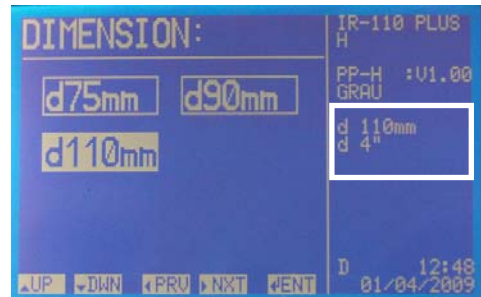 DIMENSION:
d75mm d90mm
d110mm
▲UP ▼DWN ◀PRV ▶NXT ↵ENT
IR-110 PLUS
H
PP-H :V1.00
GRAU
d 110mm
d 4"
D 12:48
01/04/2009